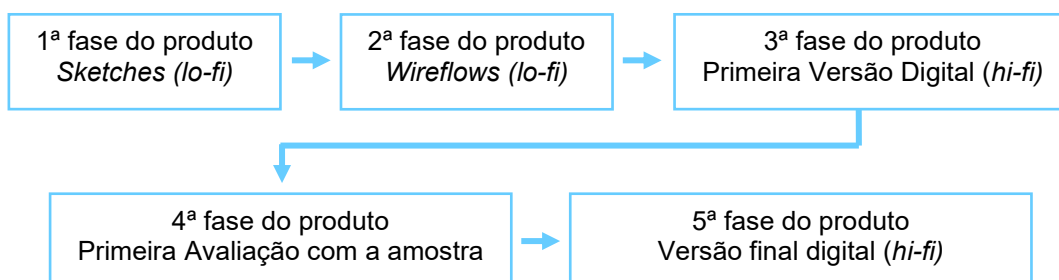 1ª fase do produto
Sketches (lo-fi)
2ª fase do produto
Wireflows (lo-fi)
3ª fase do produto
Primeira Versão Digital (hi-fi)
4ª fase do produto
Primeira Avaliação com a amostra
5ª fase do produto
Versão final digital (hi-fi)